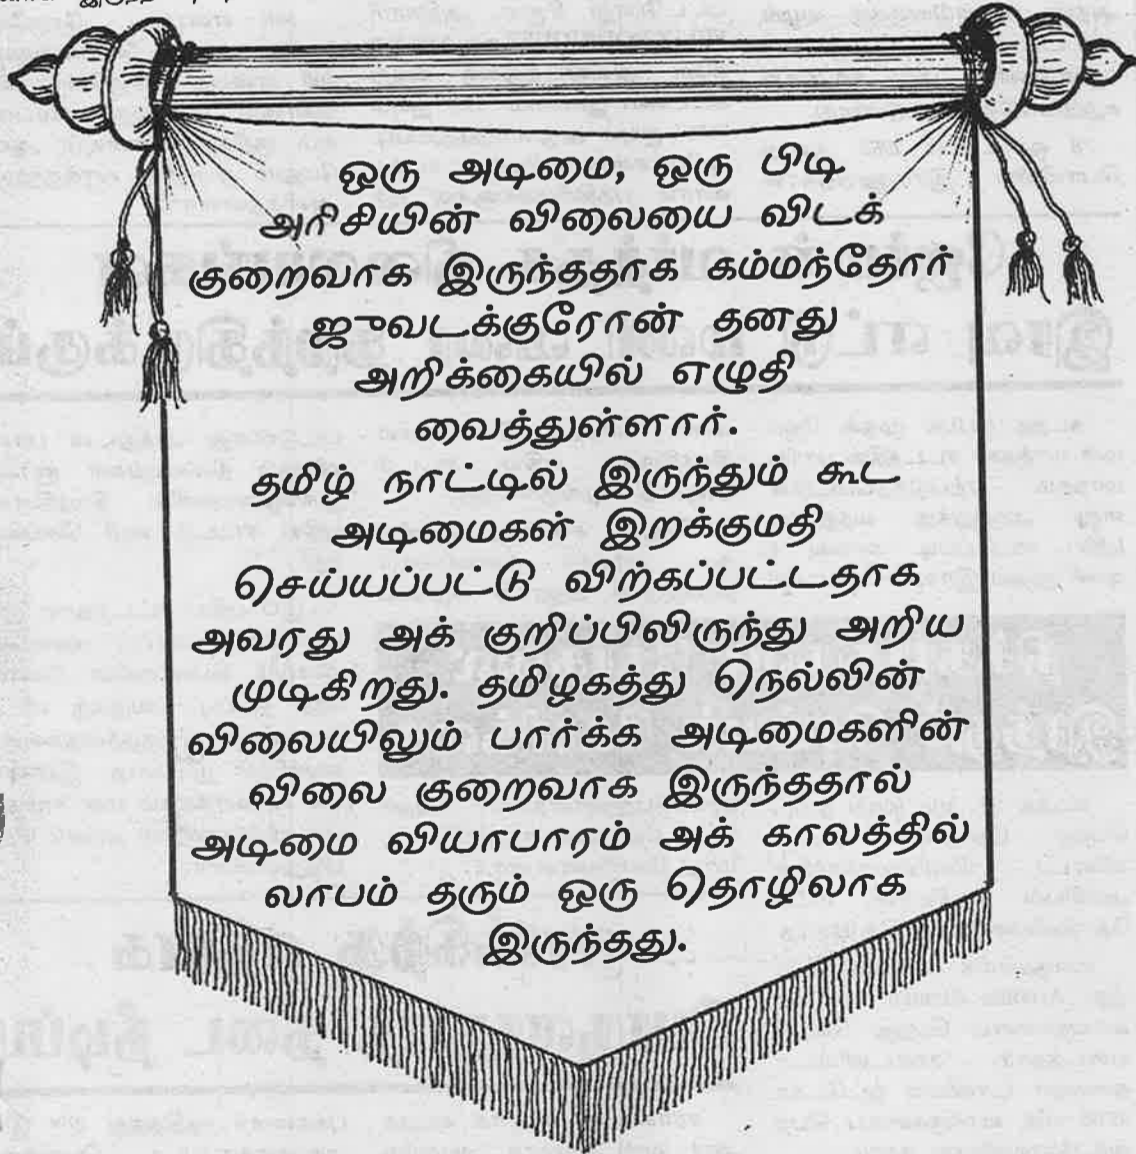 ஒரு அடிமை, ஒரு பிடி
அரிசியின் விலையை விடக்
குறைவாக இருந்ததாக கம்மந்தோர்
ஜுவடக்குரோன் தனது
அறிக்கையில் எழுதி
வைத்துள்ளார்.
தமிழ் நாட்டில் இருந்தும் கூட
அடிமைகள் இறக்குமதி
செய்யப்பட்டு விற்கப்பட்டதாக
அவரது அக் குறிப்பிலிருந்து அறிய
முடிகிறது. தமிழகத்து நெல்லின்
விலையிலும் பார்க்க அடிமைகளின்
விலை குறைவாக இருந்ததால்
அடிமை வியாபாரம் அக் காலத்தில்
லாபம் தரும் ஒரு தொழிலாக
இருந்தது.